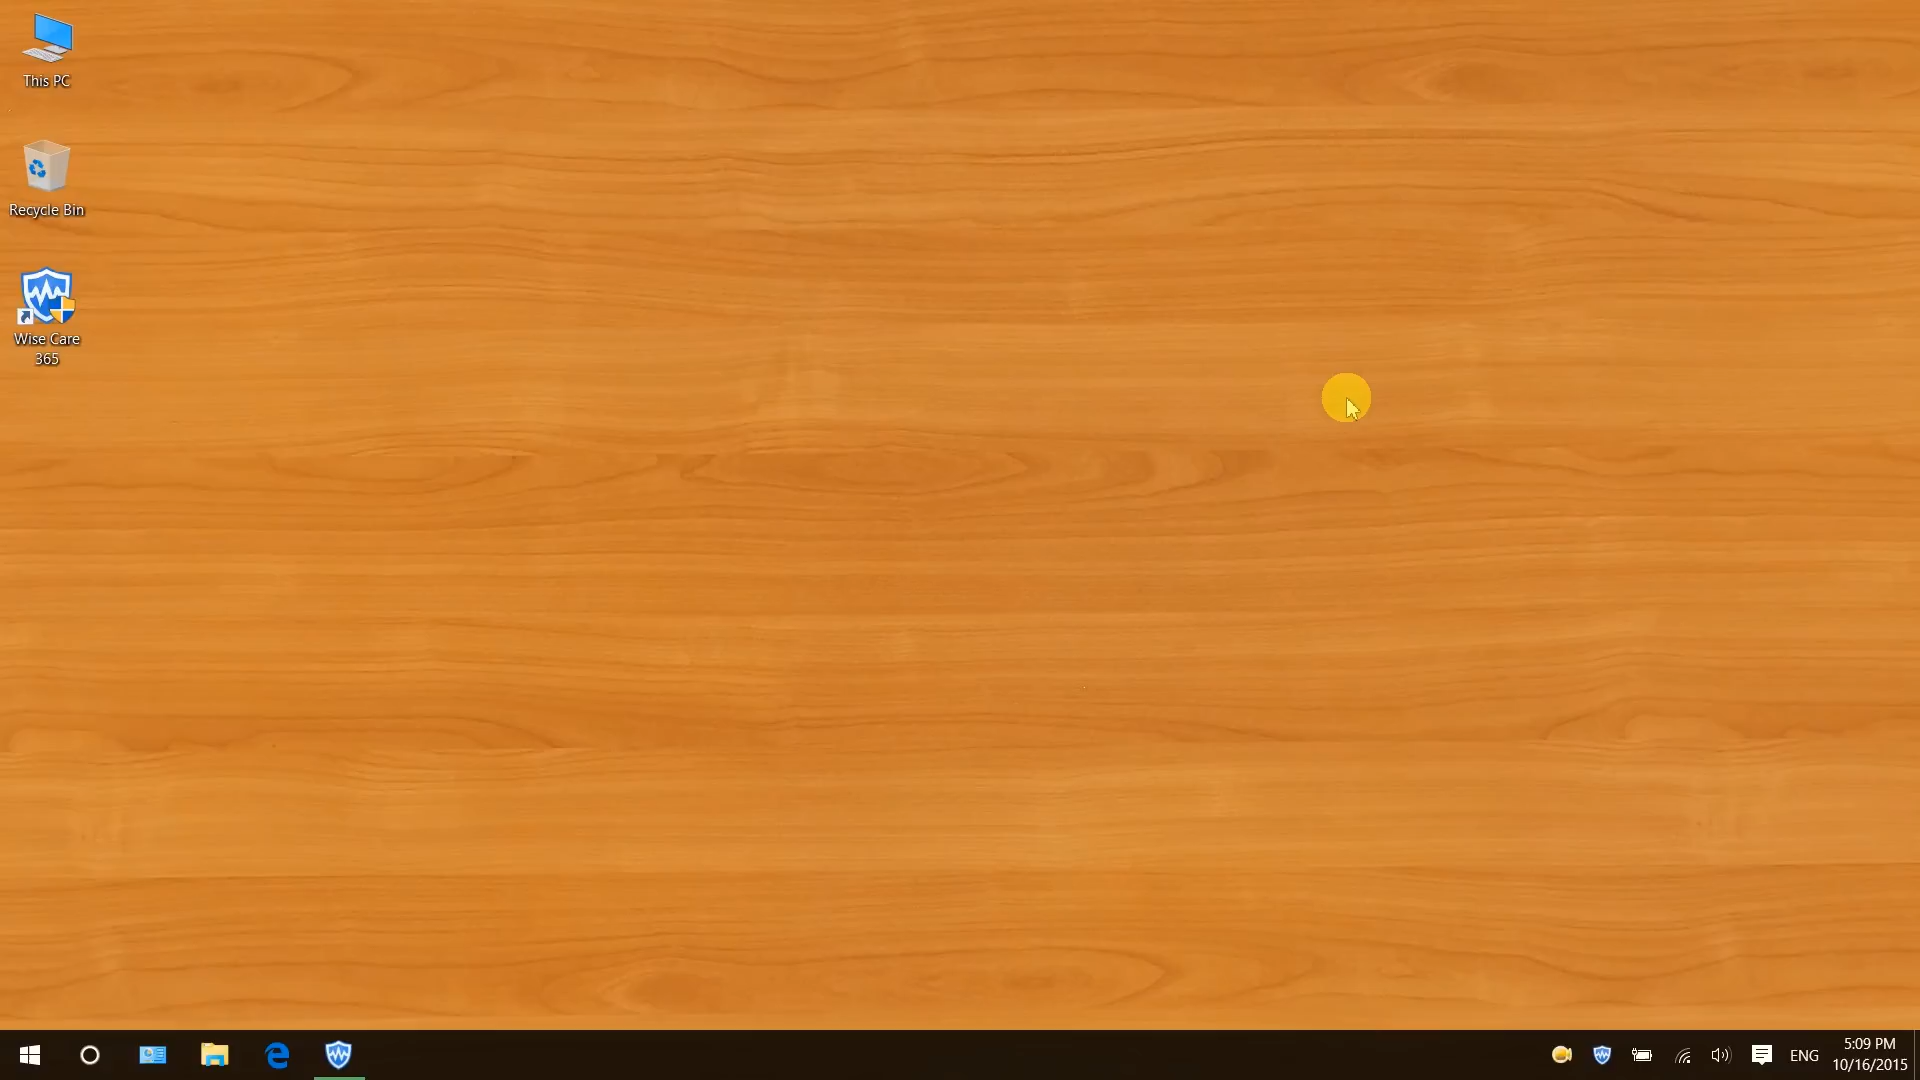 This PC
Recycle Bin
Wise Care
365
ENG
5:09 PM
10/16/2015